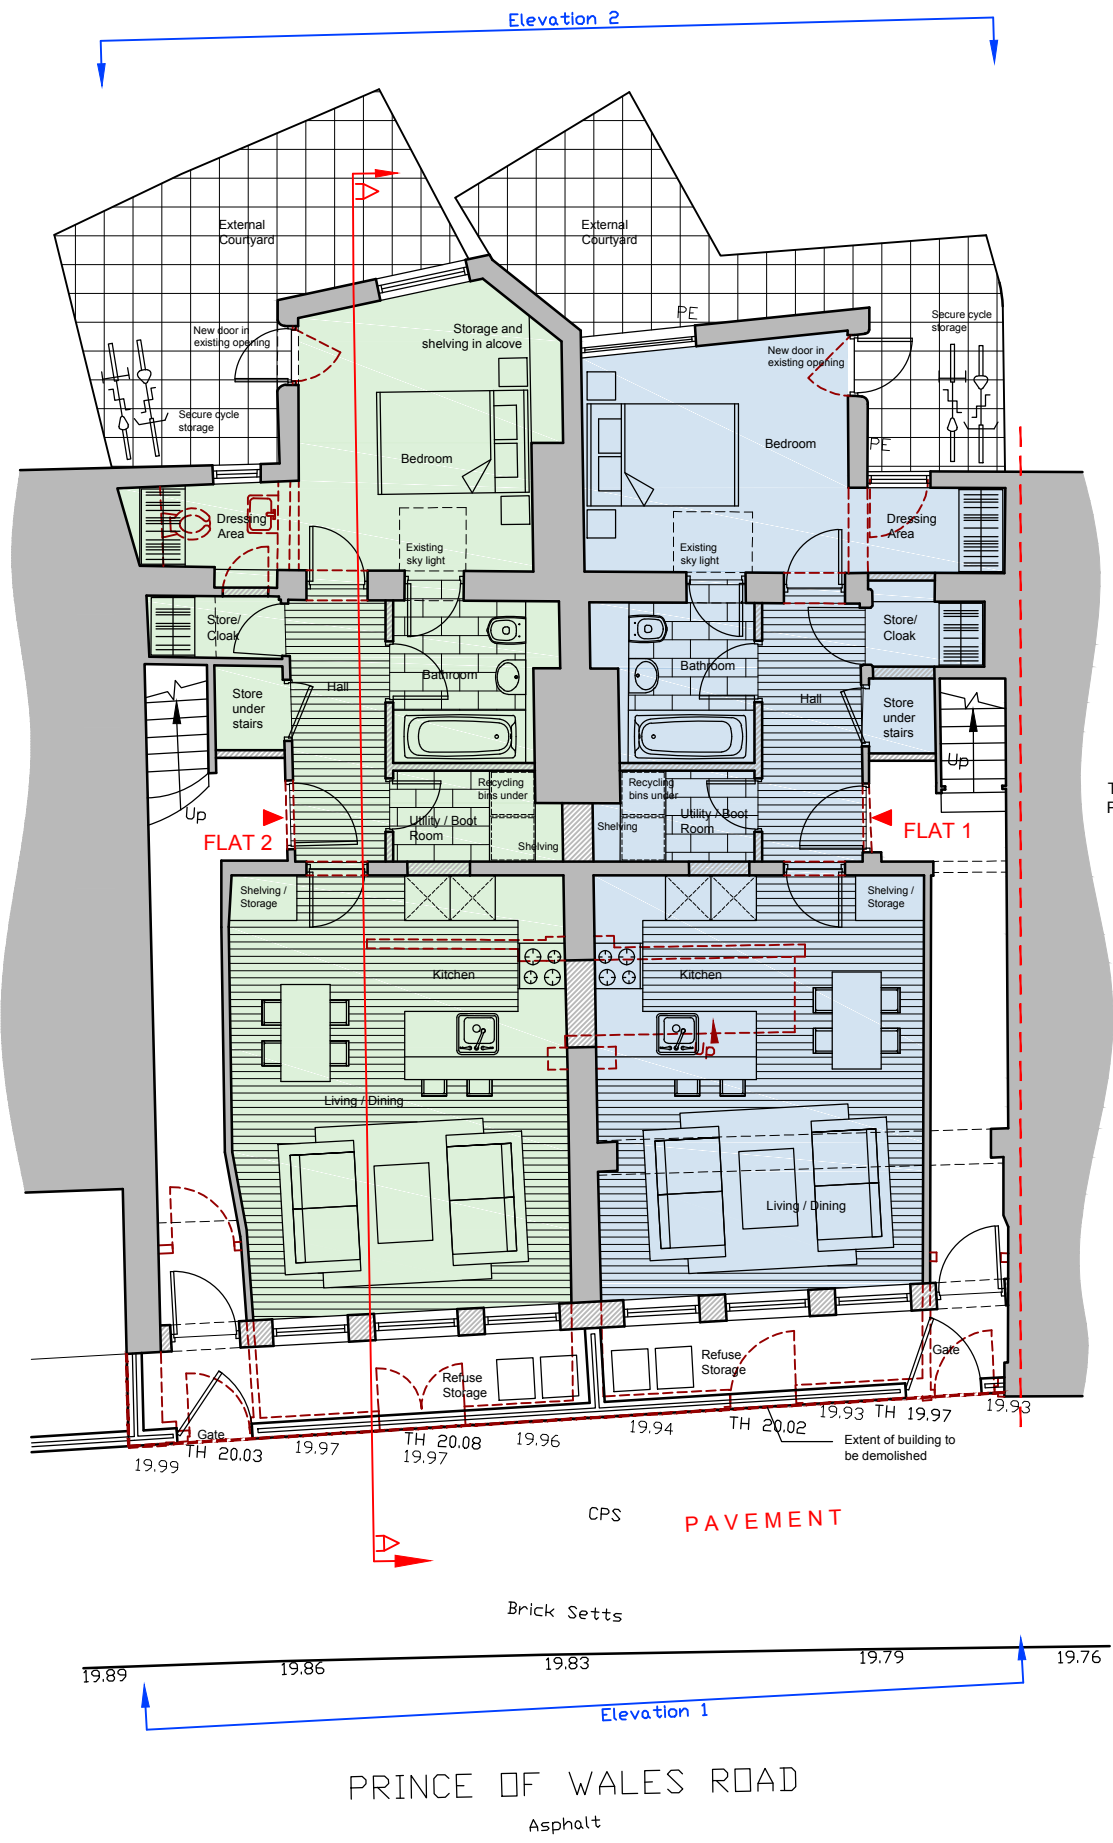 Elevation 2
A
External
Courtyard
External
Courtyard
PE
New door in
existing opening
Storage and
shelving in alcove
New door in
existing opening
Secure cycle
storage
Secure cycle
storage
Bedroom
Bedroom
PE
Dressing
Area
Existing
sky light
Existing
sky light
Dressing
Area
Store/
Cloak
Store/
Cloak
Bathroom
Bathroom
Hall
Hall
Store
under
stairs
Store
under
stairs
Up
Up
Recycling
bins under
Recycling
bins under
Utility / Boot
Room
Utility / Boot
Room
Shelving
Shelving
FLAT 2
FLAT 1
Shelving /
Storage
Shelving /
Storage
Kitchen
Kitchen
Up
Living / Dining
Living / Dining
Refuse
Storage
Refuse
Storage
Gate
Gate
19.99
TH 20.03
19.97
TH 20.08
19.97
19.96
19.94
TH 20.02
19.93
TH 19.97
19.93
Extent of building to
be demolished
A
CPS
PAVEMENT
Brick Setts
19.89
19.86
19.83
19.79
19.76
Elevation 1
PRINCE OF WALES ROAD
Asphalt